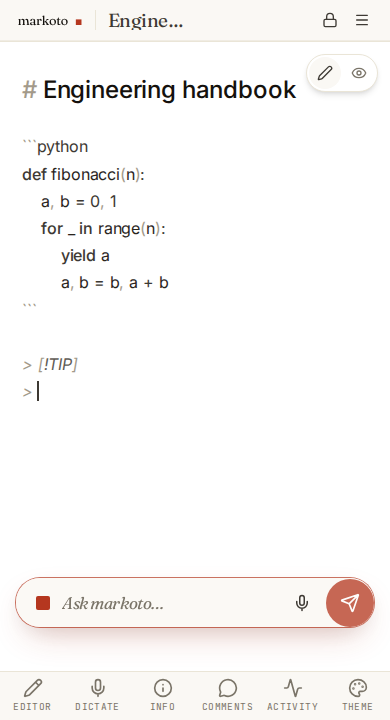 markoto
Engine...
# Engineering handbook
```python
def fibonacci(n):
a, b = 0, 1
for _ in range(n):
yield a
a, b = b, a + b
```
> [!TIP]
>
Ask markoto...
EDITOR DICTATE INFO COMMENTS ACTIVITY THEME